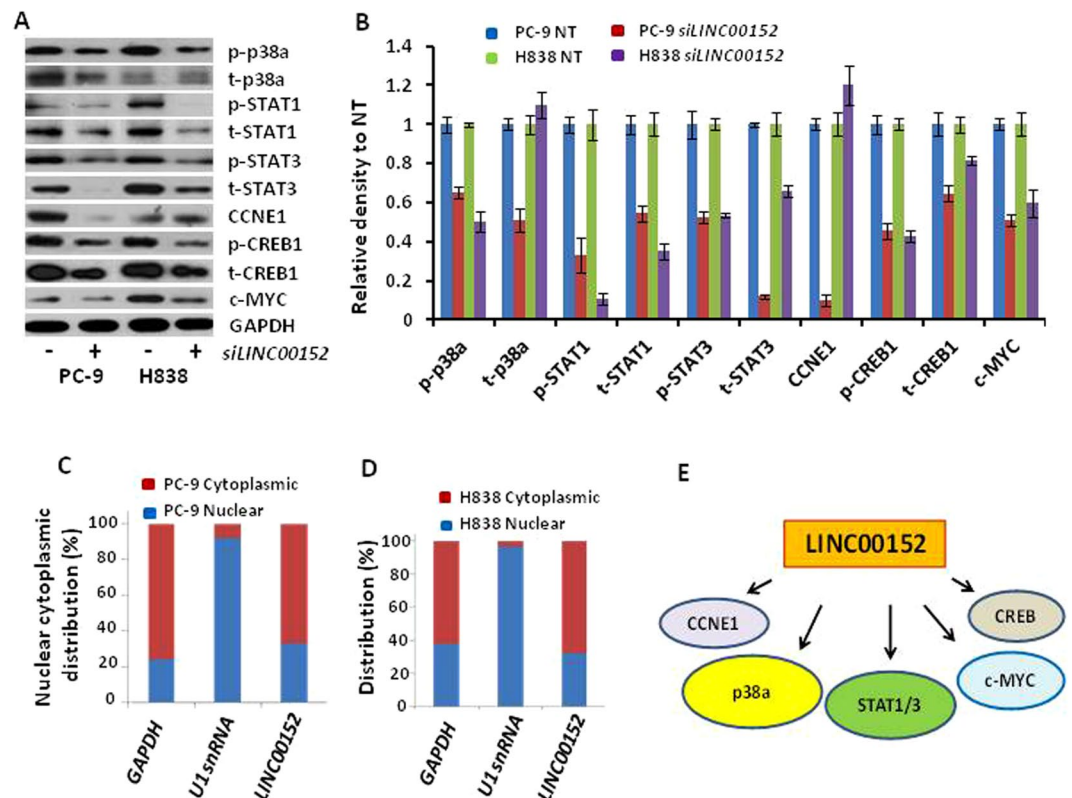 A
p-p38a
t-p38a
p-STAT1
t-STAT1
p-STAT3
t-STAT3
CCNE1
p-CREB1
t-CREB1
c-MYC
GAPDH
- + - + siLINC00152
PC-9 H838
B
PC-9 NT PC-9 siLINC00152
H838 NT H838 siLINC00152
Relative density to NT
1.4
1.2
1
0.8
0.6
0.4
0.2
0
p-p38a t-p38a p-STAT1 t-STAT1 p-STAT3 t-STAT3 CCNE1 p-CREB1 t-CREB1 c-MYC
C
PC-9 Cytoplasmic
PC-9 Nuclear
Nuclear cytoplasmic
distribution (%)
100
80
60
40
20
0
GAPDH U1snRNA LINC00152
D
H838 Cytoplasmic
H838 Nuclear
Distribution (%)
100
80
60
40
20
0
GAPDH U1snRNA LINC00152
E
LINC00152
CCNE1
p38a
STAT1/3
c-MYC
CREB